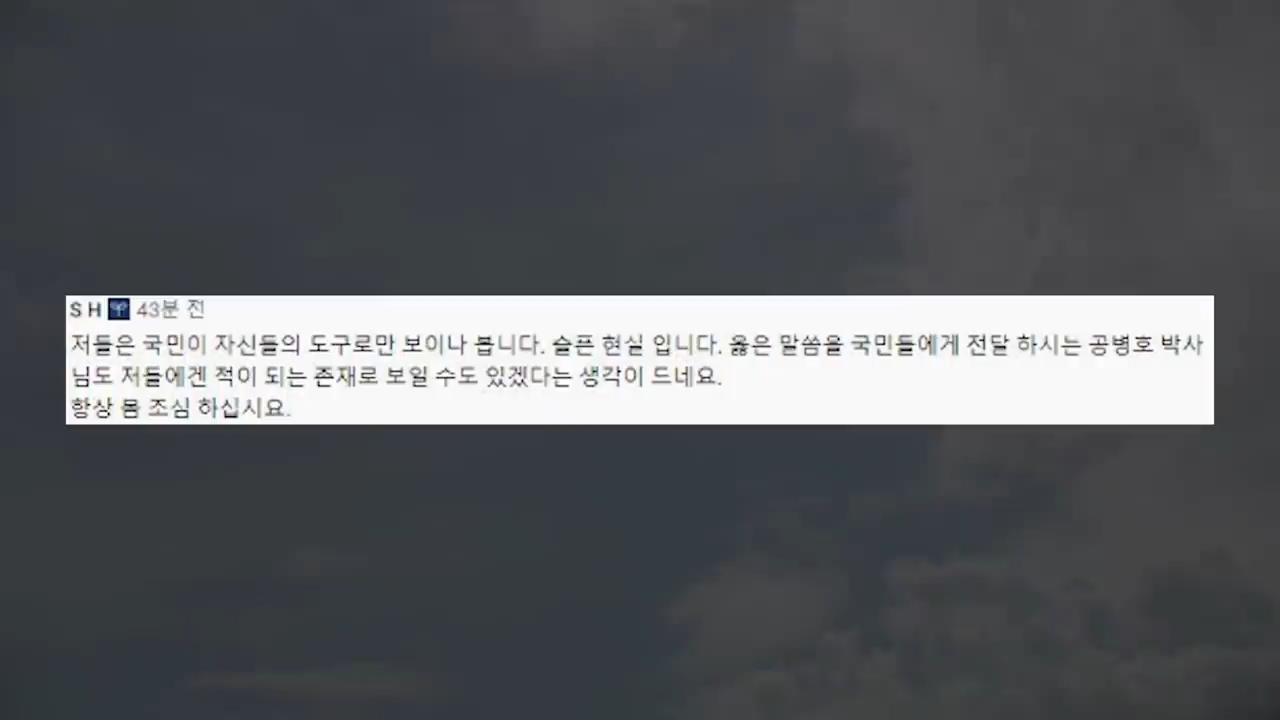 S H 43분 전
저들은 국민이 자신들의 도구로만 보이나 봅니다. 슬픈 현실 입니다. 옳은 말씀을 국민들에게 전달 하시는 공병호 박사
님도 저들에겐 적이 되는 존재로 보일 수도 있겠다는 생각이 드네요.
항상 몸 조심 하십시요.